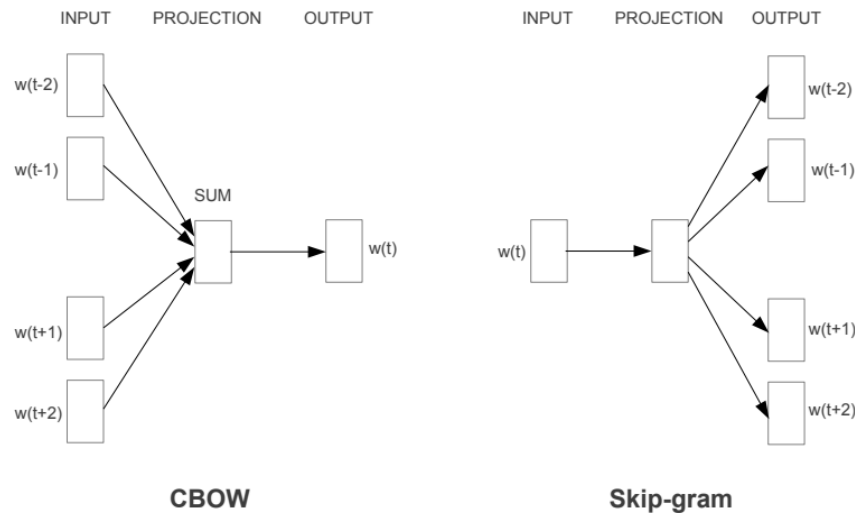 INPUT PROJECTION OUTPUT
w(t-2)
w(t-1)
SUM
w(t)
w(t+1)
w(t+2)
CBOW
INPUT PROJECTION OUTPUT
w(t-2)
w(t-1)
w(t)
w(t+1)
w(t+2)
Skip-gram